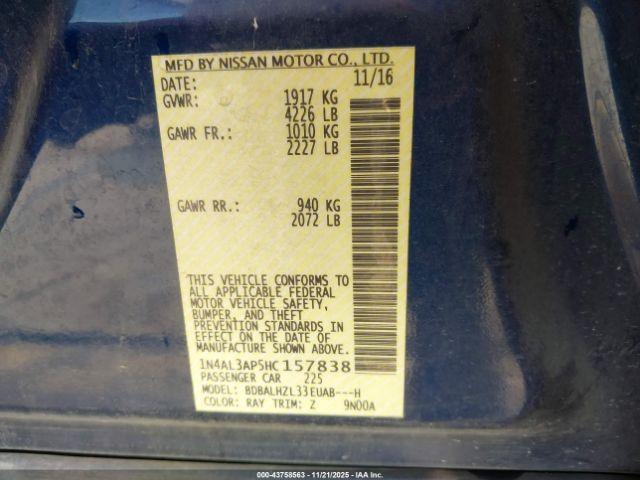 MFD BY NISSAN MOTOR CO., LTD.
DATE: 11/16
GVWR: 1917 KG
4226 LB
GAWR FR.: 1010 KG
2227 LB
GAWR RR.: 940 KG
2072 LB
THIS VEHICLE CONFORMS TO
ALL APPLICABLE FEDERAL
MOTOR VEHICLE SAFETY,
BUMPER, AND THEFT
PREVENTION STANDARDS IN
EFFECT ON THE DATE OF
MANUFACTURE SHOWN ABOVE.
1N4AL3AP5HC157838
PASSENGER CAR 225
MODEL: BDBALHZL33EUAB---H
COLOR: RAY TRIM: Z 9N00A
000-43758563 - 11/21/2025 - IAA Inc.